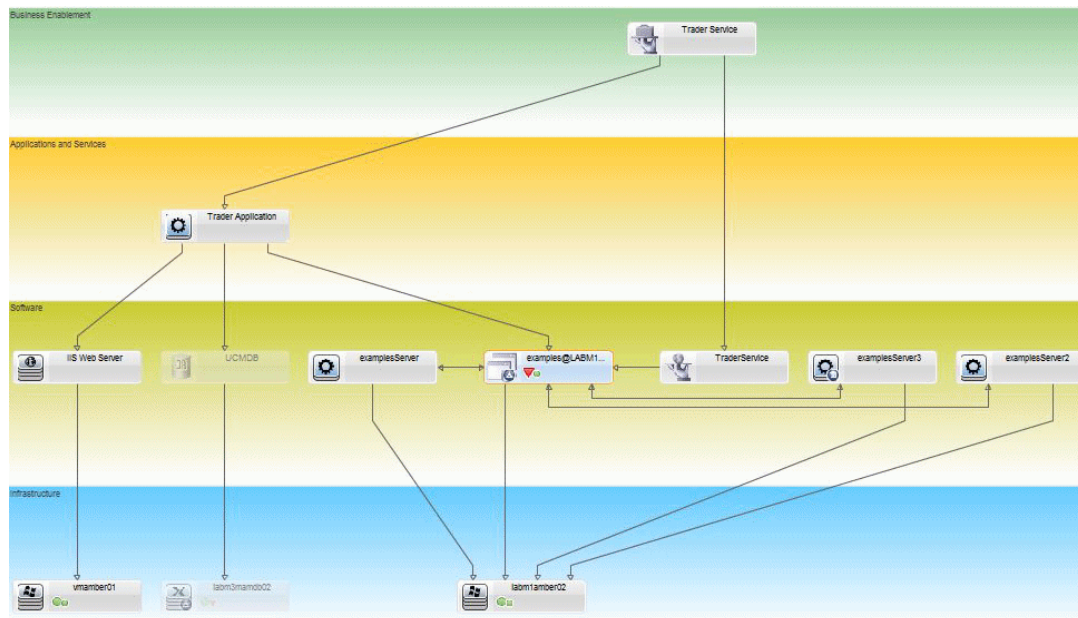 Business Enablement
Trader Service
Applications and Services
Trader Application
Software
IIS Web Server
UCMDB
examplesServer
examples@LABM1...
TraderService
examplesServer3
examplesServer2
Infrastructure
vmamber01
labm3mamdb02
labm1amber02